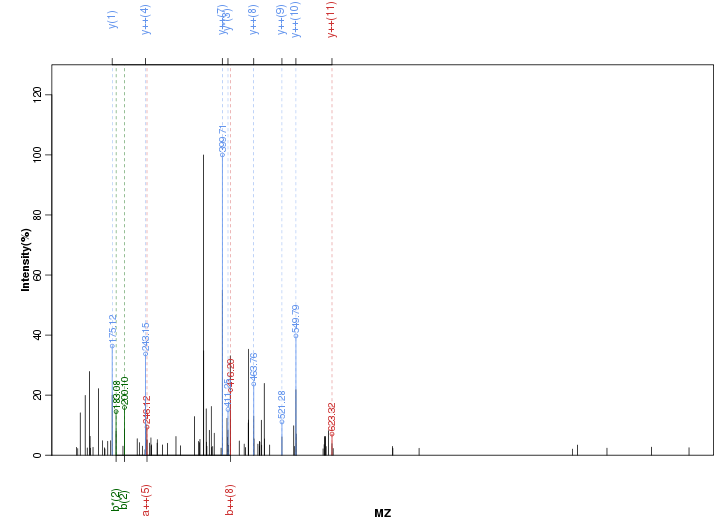 y(1)
y++(4)
y++(7)
y(3)
y++(8)
y++(9)
y++(10)
y++(11)
Intensity(%)
120
100
80
60
40
20
0
175.12
183.08
200.10
243.15
246.12
399.71
416.20
463.76
521.28
549.79
623.32
b*(2)
b(2)
a++(5)
b++(8)
MZ